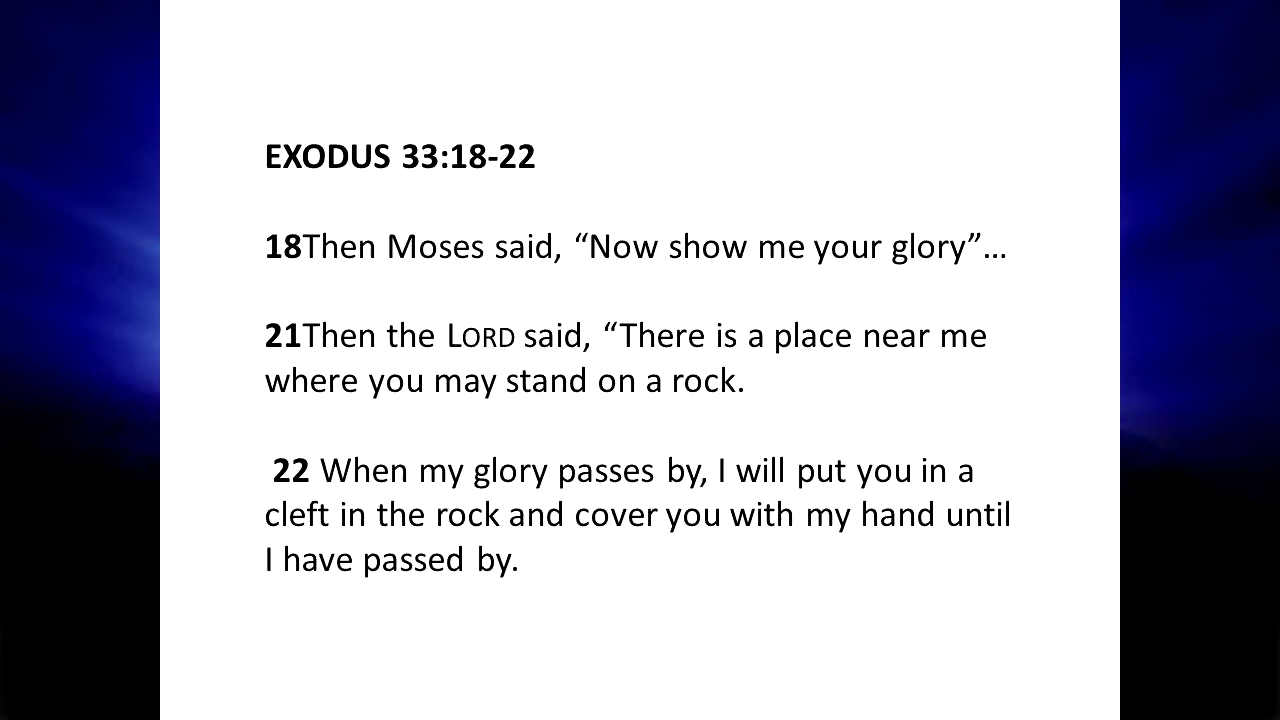 EXODUS 33:18-22
18Then Moses said, “Now show me your glory”…
21Then the LORD said, “There is a place near me
where you may stand on a rock.
22 When my glory passes by, I will put you in a
cleft in the rock and cover you with my hand until
I have passed by.